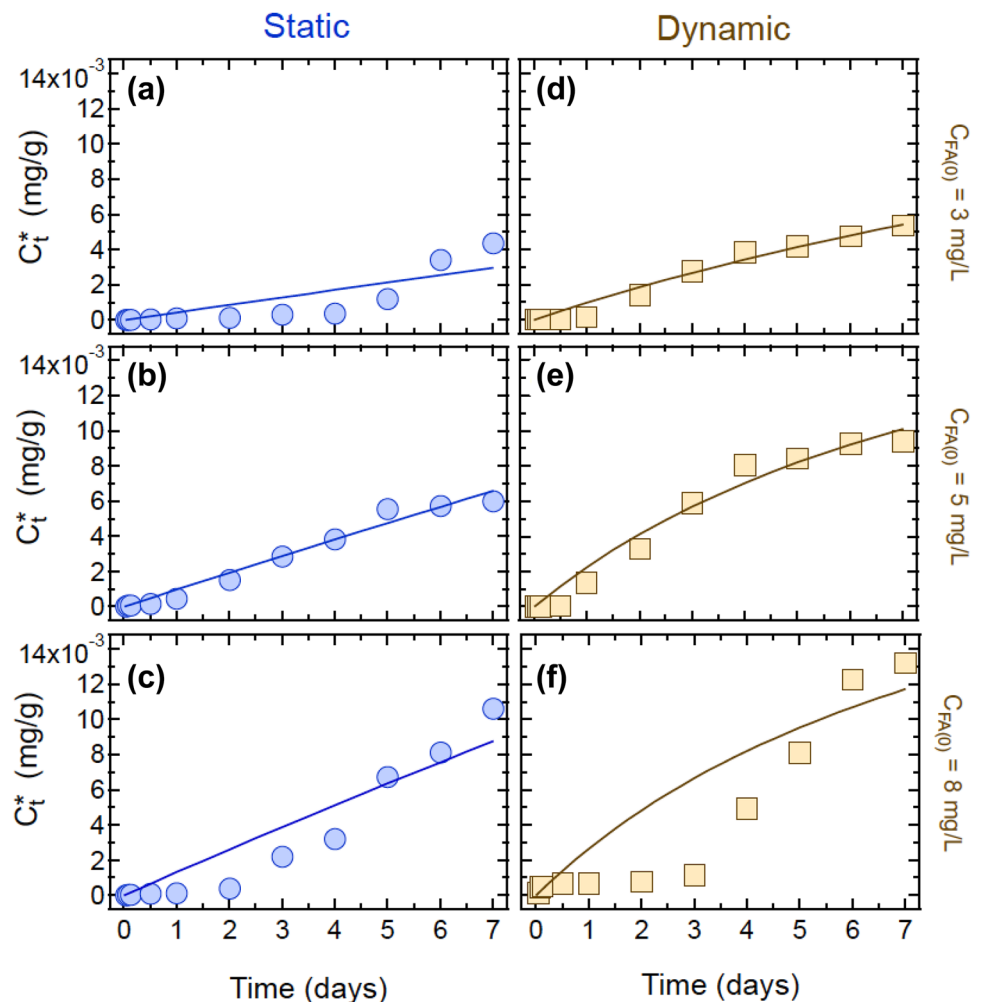 Static
Dynamic
(a)
14x10⁻³
12
10
8
6
4
2
0
C*t (mg/g)
(d)
C_FA(0) = 3 mg/L
(b)
14x10⁻³
12
10
8
6
4
2
0
C*t (mg/g)
(e)
C_FA(0) = 5 mg/L
(c)
14x10⁻³
12
10
8
6
4
2
0
C*t (mg/g)
(f)
C_FA(0) = 8 mg/L
0 1 2 3 4 5 6 7
Time (days)
0 1 2 3 4 5 6 7
Time (days)